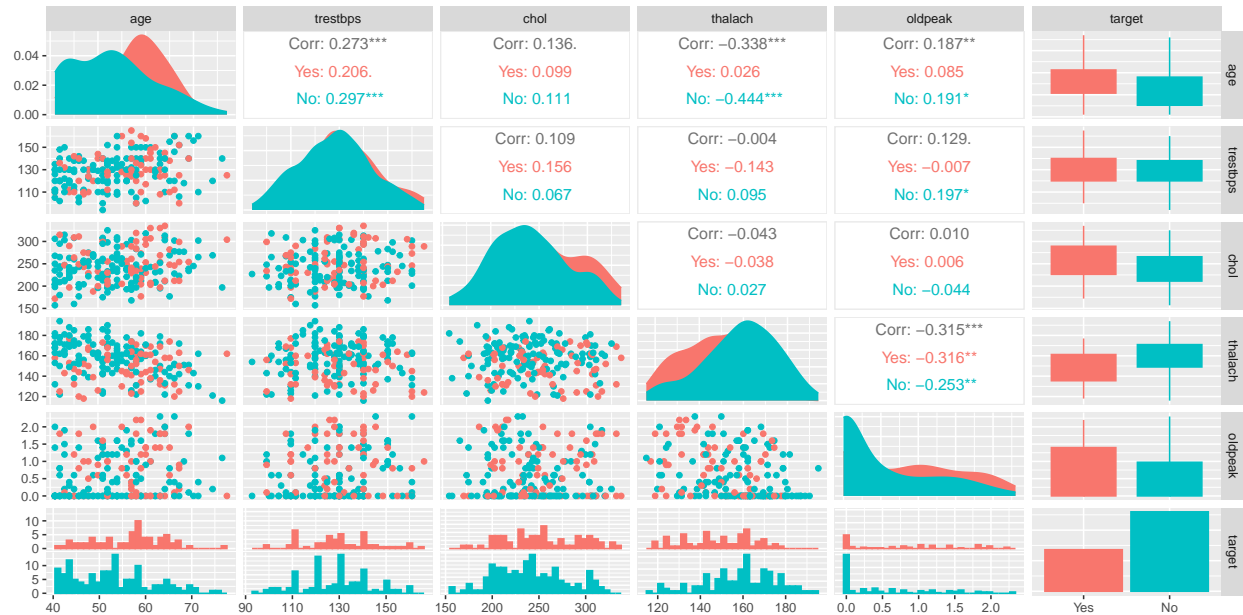 age trestbps chol thalach oldpeak target
0.04
0.02
0.00
Corr: 0.273***
Yes: 0.206.
No: 0.297***
Corr: 0.136.
Yes: 0.099
No: 0.111
Corr: −0.338***
Yes: 0.026
No: −0.444***
Corr: 0.187**
Yes: 0.085
No: 0.191*
age
150
130
110
Corr: 0.109
Yes: 0.156
No: 0.067
Corr: −0.004
Yes: −0.143
No: 0.095
Corr: 0.129.
Yes: −0.007
No: 0.197*
trestbps
300
250
200
150
Corr: −0.043
Yes: −0.038
No: 0.027
Corr: 0.010
Yes: 0.006
No: −0.044
chol
180
160
140
120
Corr: −0.315***
Yes: −0.316**
No: −0.253**
thalach
2.0
1.5
1.0
0.5
0.0
oldpeak
10
5
0
10
5
0
target
40 50 60 70 90 110 130 150 150 200 250 300 120 140 160 180 0.0 0.5 1.0 1.5 2.0 Yes No